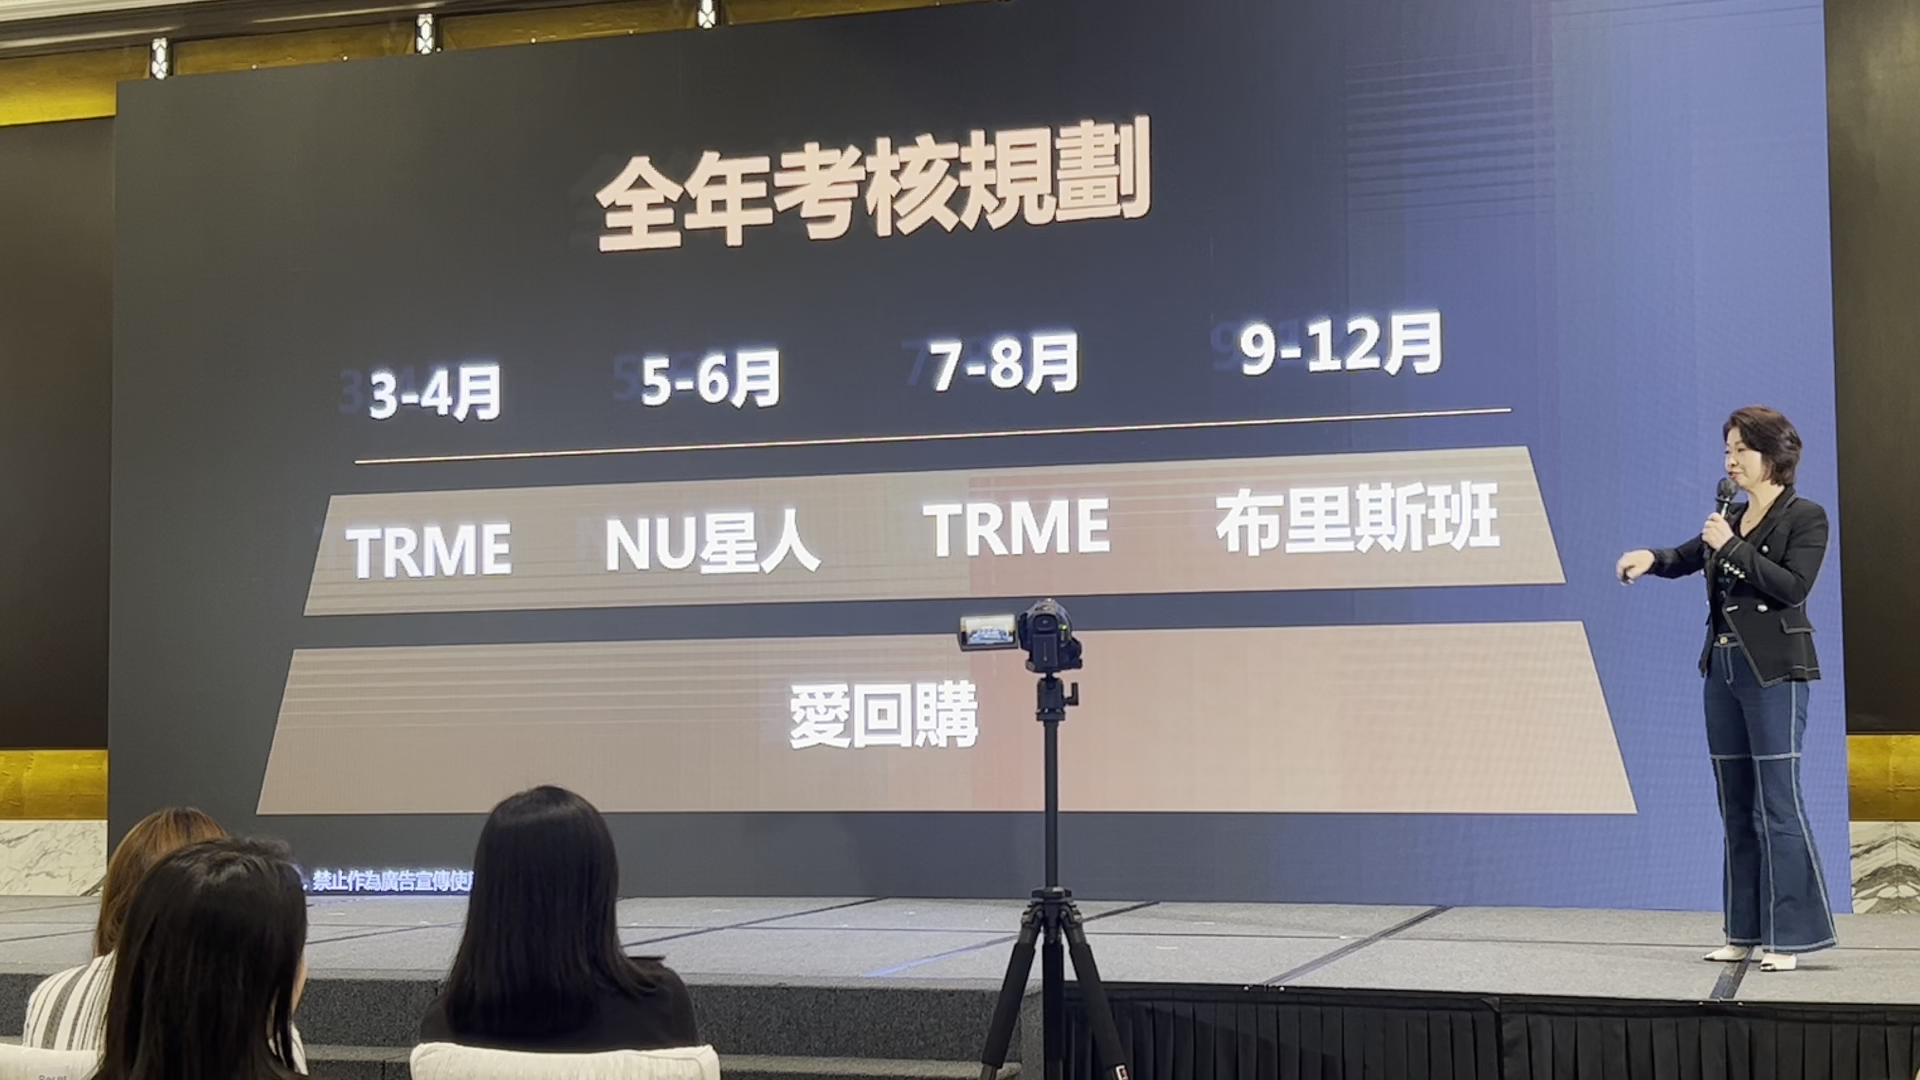 全年考核規劃
3-4月 5-6月 7-8月 9-12月
TRME NU星人 TRME 布里斯班
愛回購
禁止作為廣告宣傳使